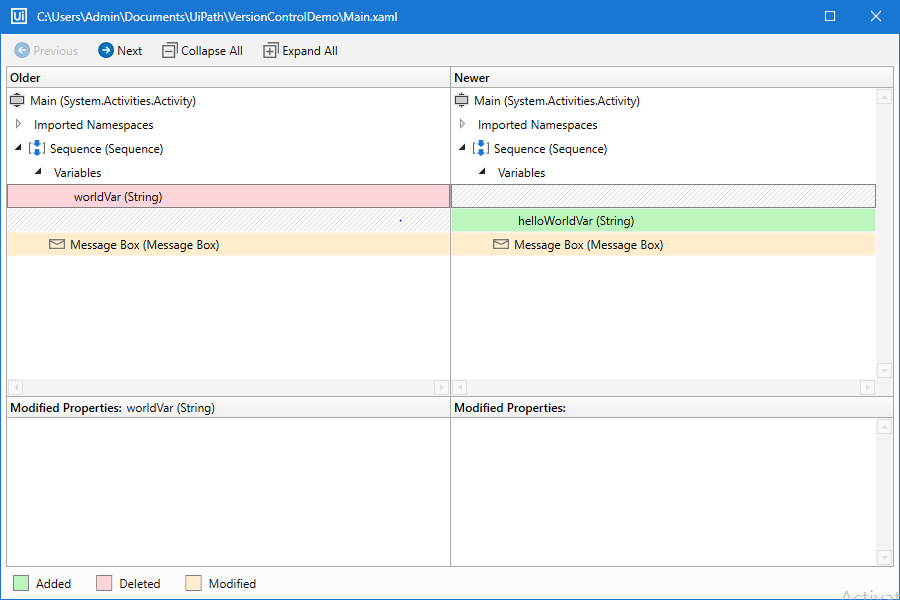 Ui C:\Users\Admin\Documents\UiPath\VersionControlDemo\Main.xaml
Previous Next Collapse All Expand All
Older Newer
Main (System.Activities.Activity) Main (System.Activities.Activity)
Imported Namespaces Imported Namespaces
Sequence (Sequence) Sequence (Sequence)
Variables Variables
worldVar (String)
helloWorldVar (String)
Message Box (Message Box) Message Box (Message Box)
Modified Properties: worldVar (String) Modified Properties:
Added Deleted Modified